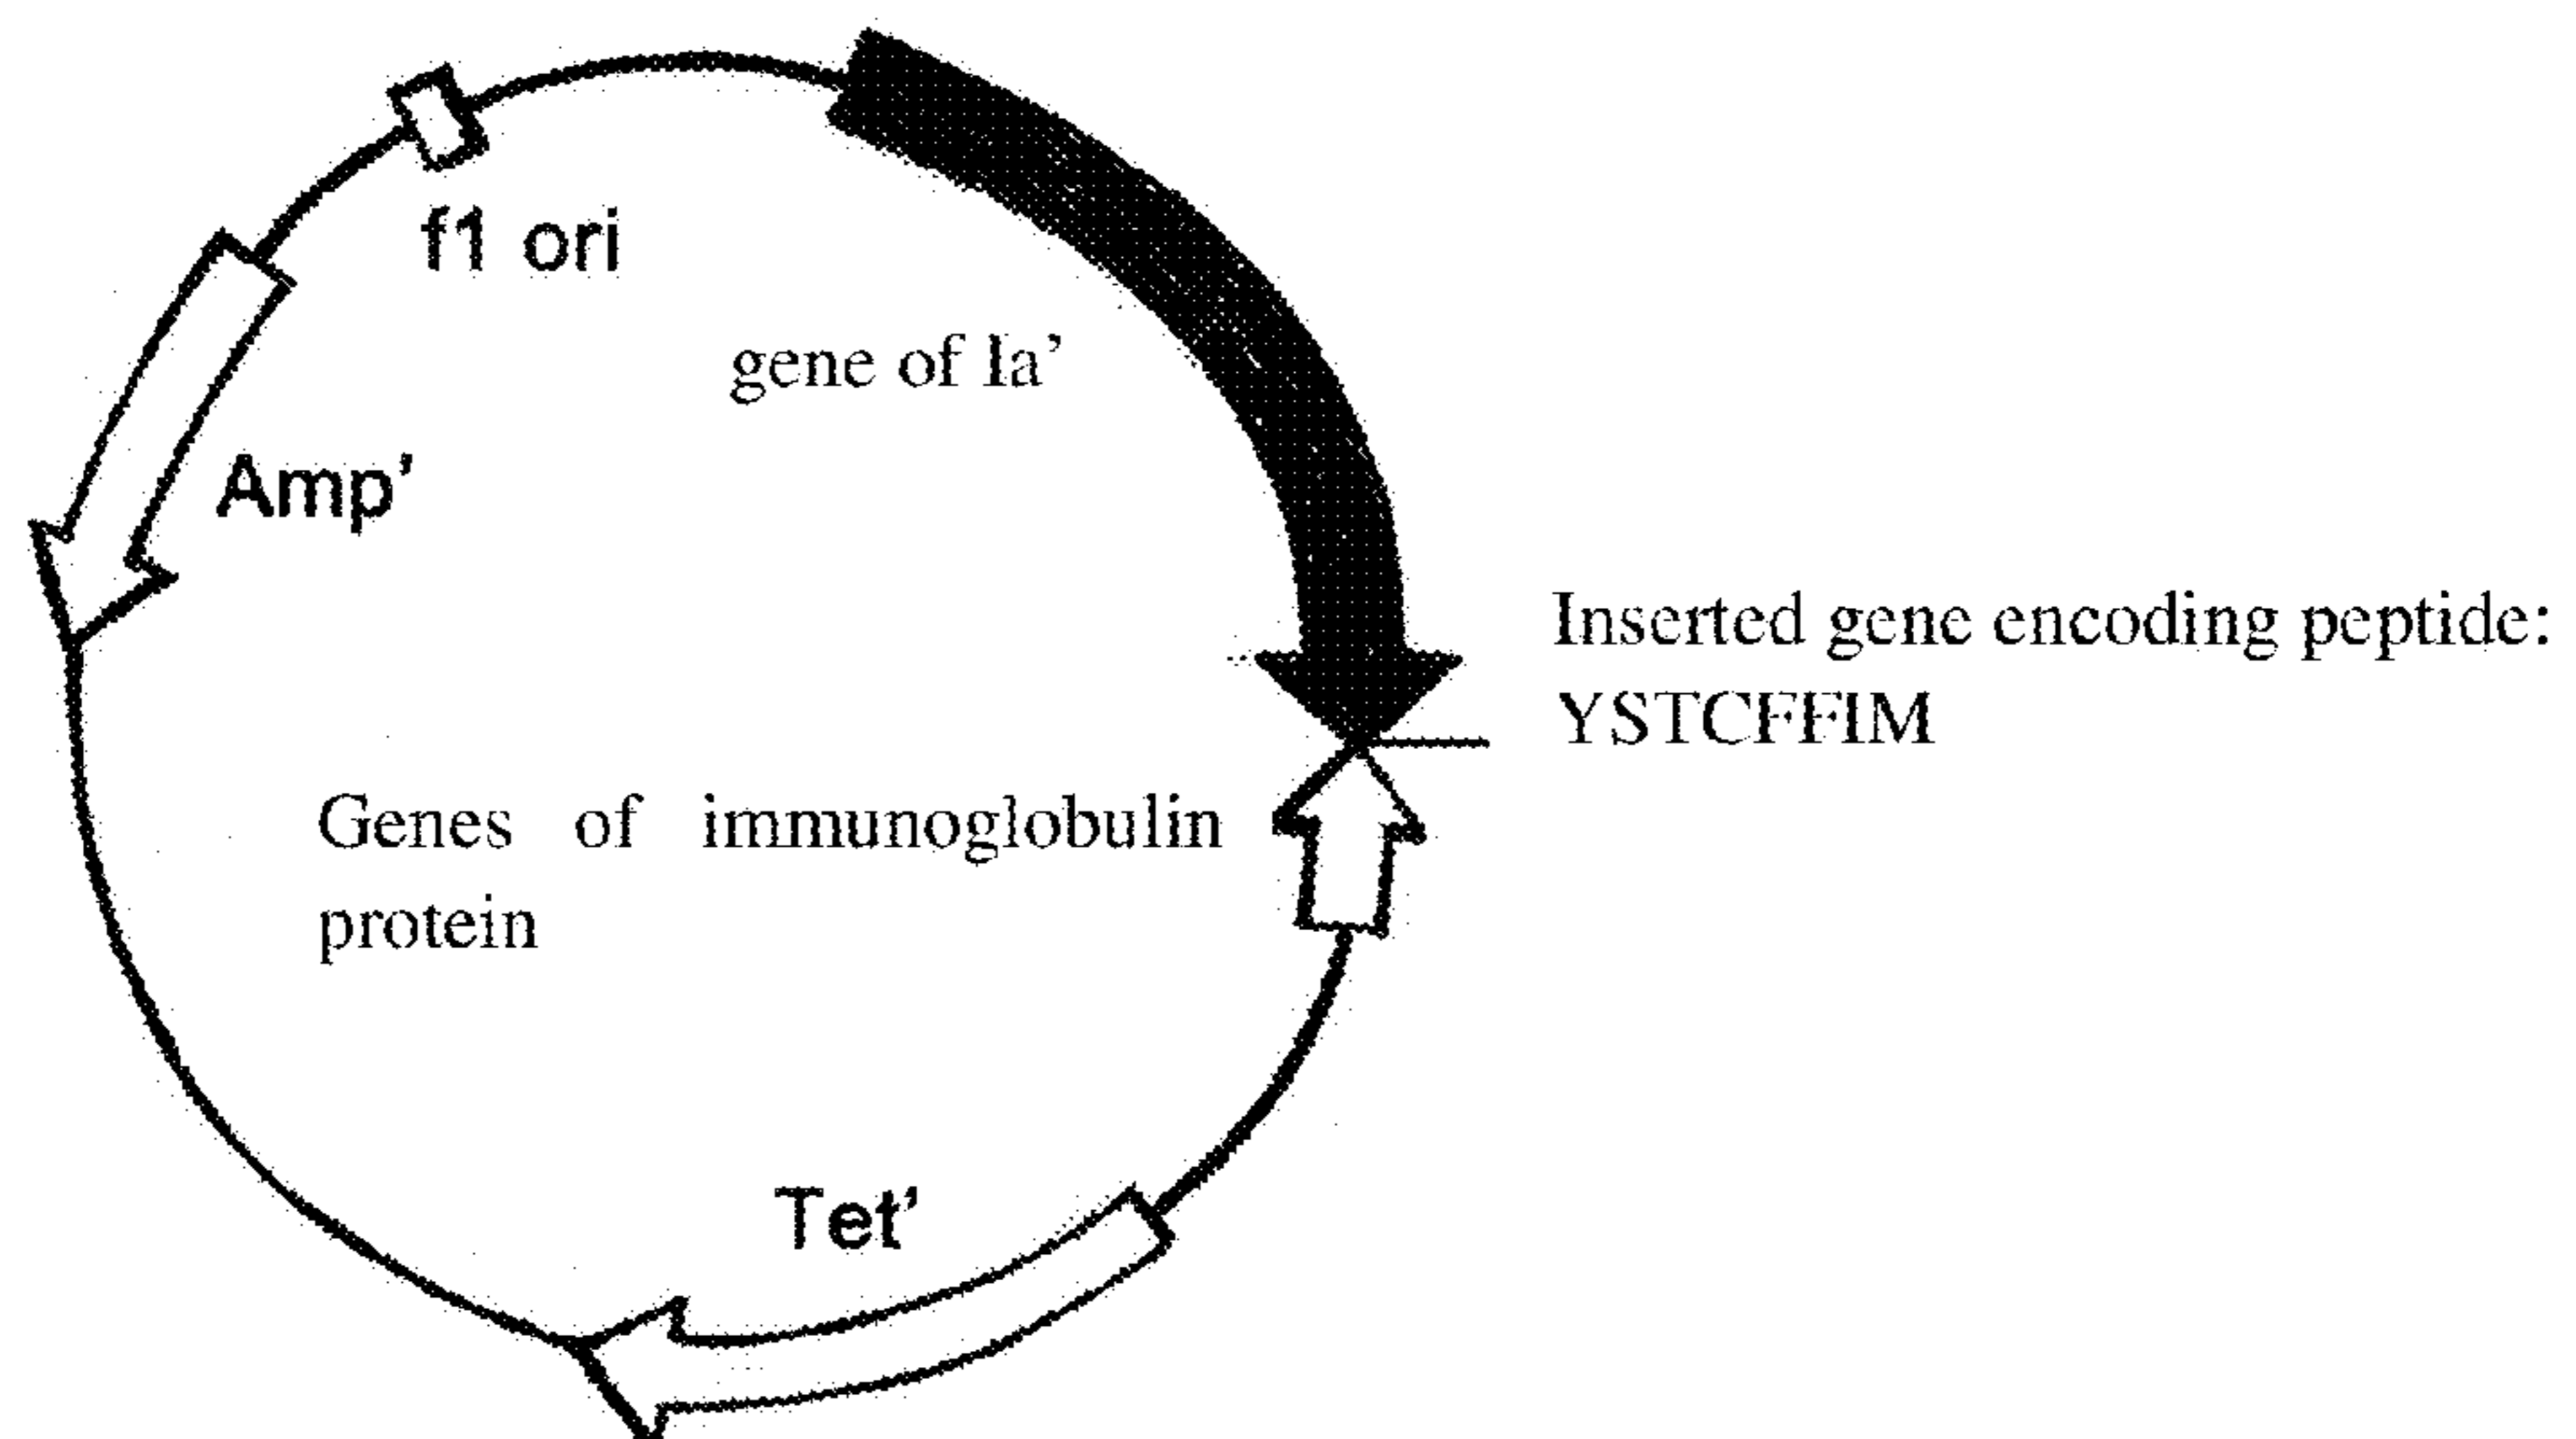 f1 ori
gene of Ia’
Amp’
Inserted gene encoding peptide:
YSTCFFIM
Genes of immunoglobulin
protein
Tet’